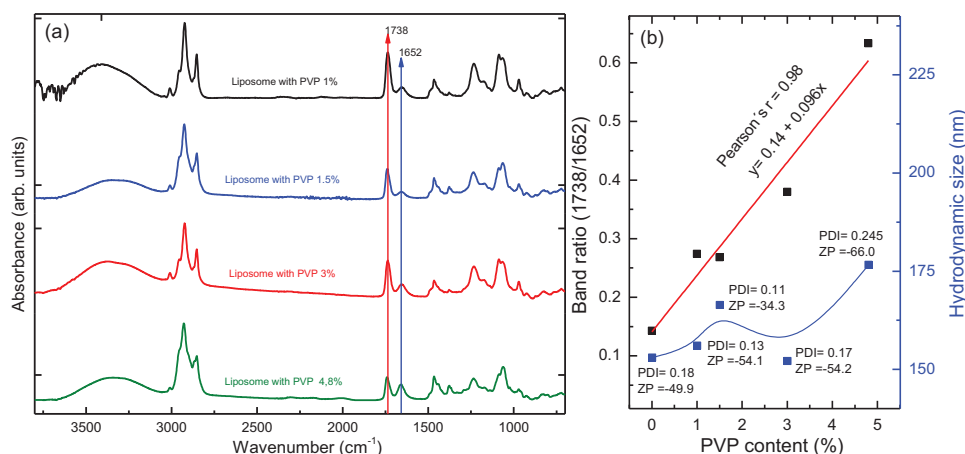 (a)
1738
1652
Liposome with PVP 1%
Liposome with PVP 1.5%
Liposome with PVP 3%
Liposome with PVP 4,8%
Absorbance (arb. units)
3500 3000 2500 2000 1500 1000
Wavenumber (cm⁻¹)
(b)
Pearson´s r = 0.98
y= 0.14 + 0.096x
PDI= 0.245
ZP =-66.0
PDI= 0.11
ZP =-34.3
PDI= 0.13
ZP =-54.1
PDI= 0.17
ZP =-54.2
PDI= 0.18
ZP =-49.9
Band ratio (1738/1652)
0.6
0.5
0.4
0.3
0.2
0.1
225
200
175
150
Hydrodynamic size (nm)
0 1 2 3 4 5
PVP content (%)